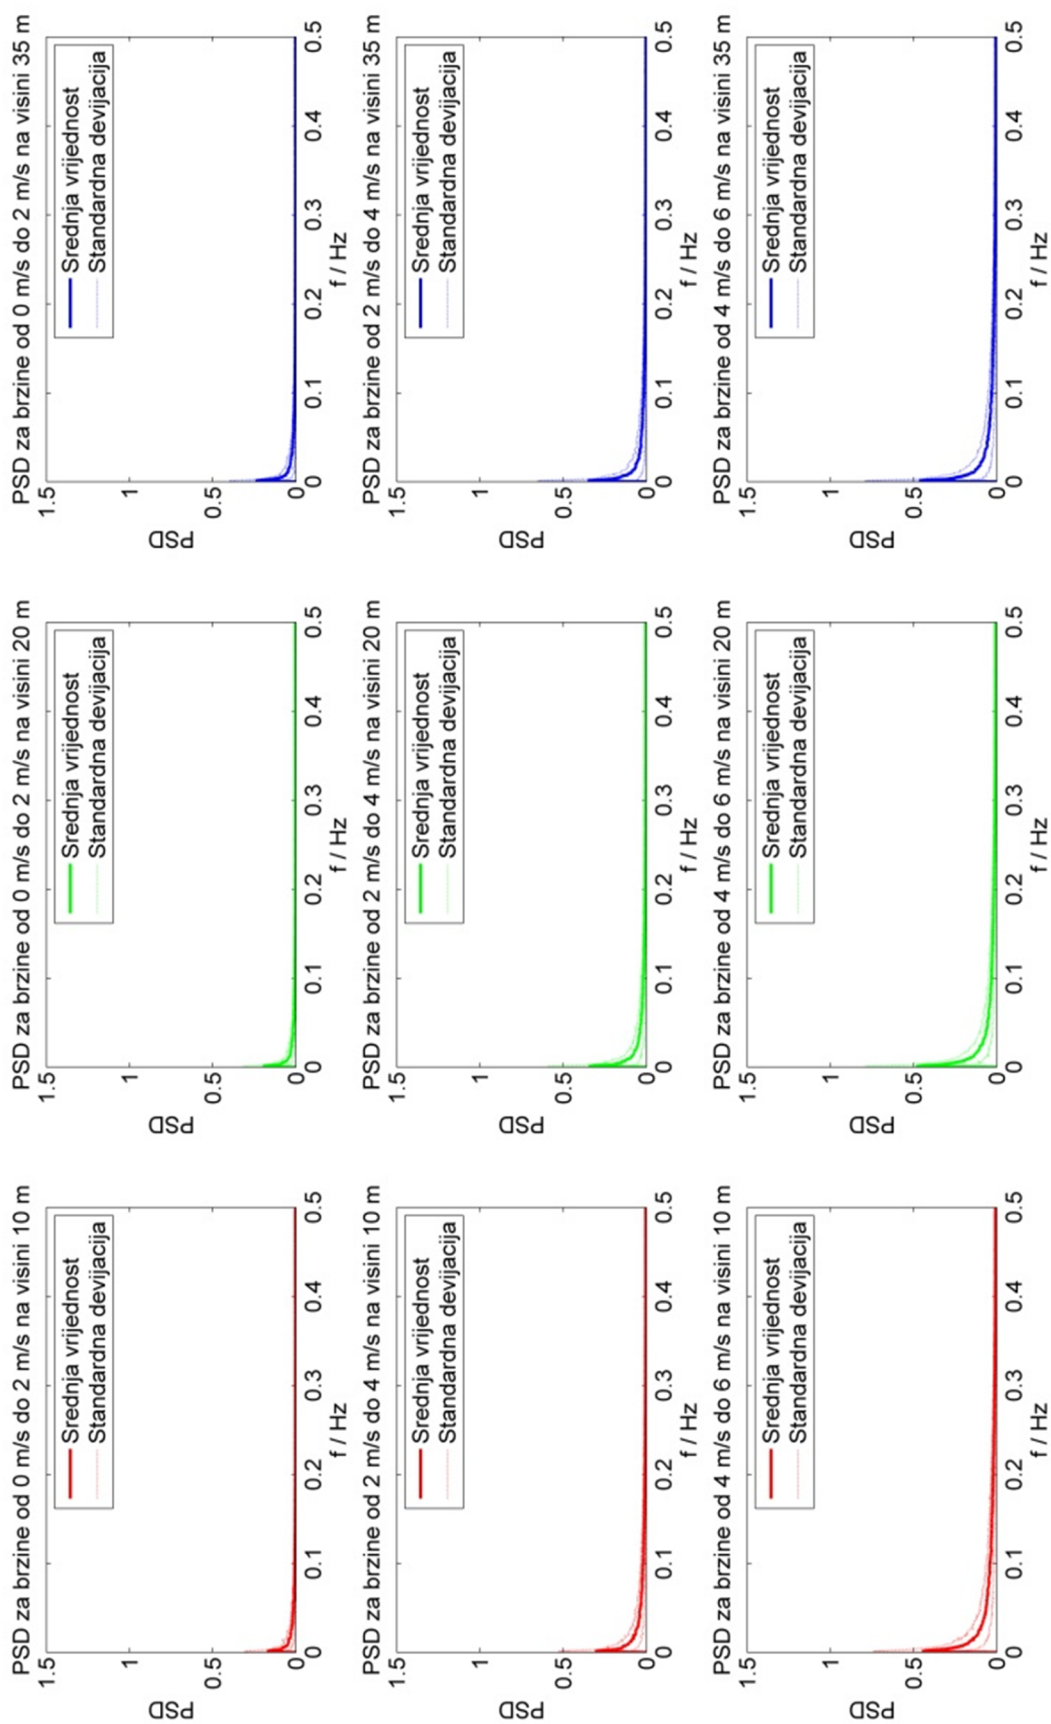 PSD za brzine od 0 m/s do 2 m/s na visini 10 m
1.5
Srednja vrijednost
Standardna devijacija
1
PSD
0.5
0
0 0.1 0.2 0.3 0.4 0.5
f / Hz
PSD za brzine od 0 m/s do 2 m/s na visini 20 m
1.5
Srednja vrijednost
Standardna devijacija
1
PSD
0.5
0
0 0.1 0.2 0.3 0.4 0.5
f / Hz
PSD za brzine od 0 m/s do 2 m/s na visini 35 m
1.5
Srednja vrijednost
Standardna devijacija
1
PSD
0.5
0
0 0.1 0.2 0.3 0.4 0.5
f / Hz
PSD za brzine od 2 m/s do 4 m/s na visini 10 m
1.5
Srednja vrijednost
Standardna devijacija
1
PSD
0.5
0
0 0.1 0.2 0.3 0.4 0.5
f / Hz
PSD za brzine od 2 m/s do 4 m/s na visini 20 m
1.5
Srednja vrijednost
Standardna devijacija
1
PSD
0.5
0
0 0.1 0.2 0.3 0.4 0.5
f / Hz
PSD za brzine od 2 m/s do 4 m/s na visini 35 m
1.5
Srednja vrijednost
Standardna devijacija
1
PSD
0.5
0
0 0.1 0.2 0.3 0.4 0.5
f / Hz
PSD za brzine od 4 m/s do 6 m/s na visini 10 m
1.5
Srednja vrijednost
Standardna devijacija
1
PSD
0.5
0
0 0.1 0.2 0.3 0.4 0.5
f / Hz
PSD za brzine od 4 m/s do 6 m/s na visini 20 m
1.5
Srednja vrijednost
Standardna devijacija
1
PSD
0.5
0
0 0.1 0.2 0.3 0.4 0.5
f / Hz
PSD za brzine od 4 m/s do 6 m/s na visini 35 m
1.5
Srednja vrijednost
Standardna devijacija
1
PSD
0.5
0
0 0.1 0.2 0.3 0.4 0.5
f / Hz